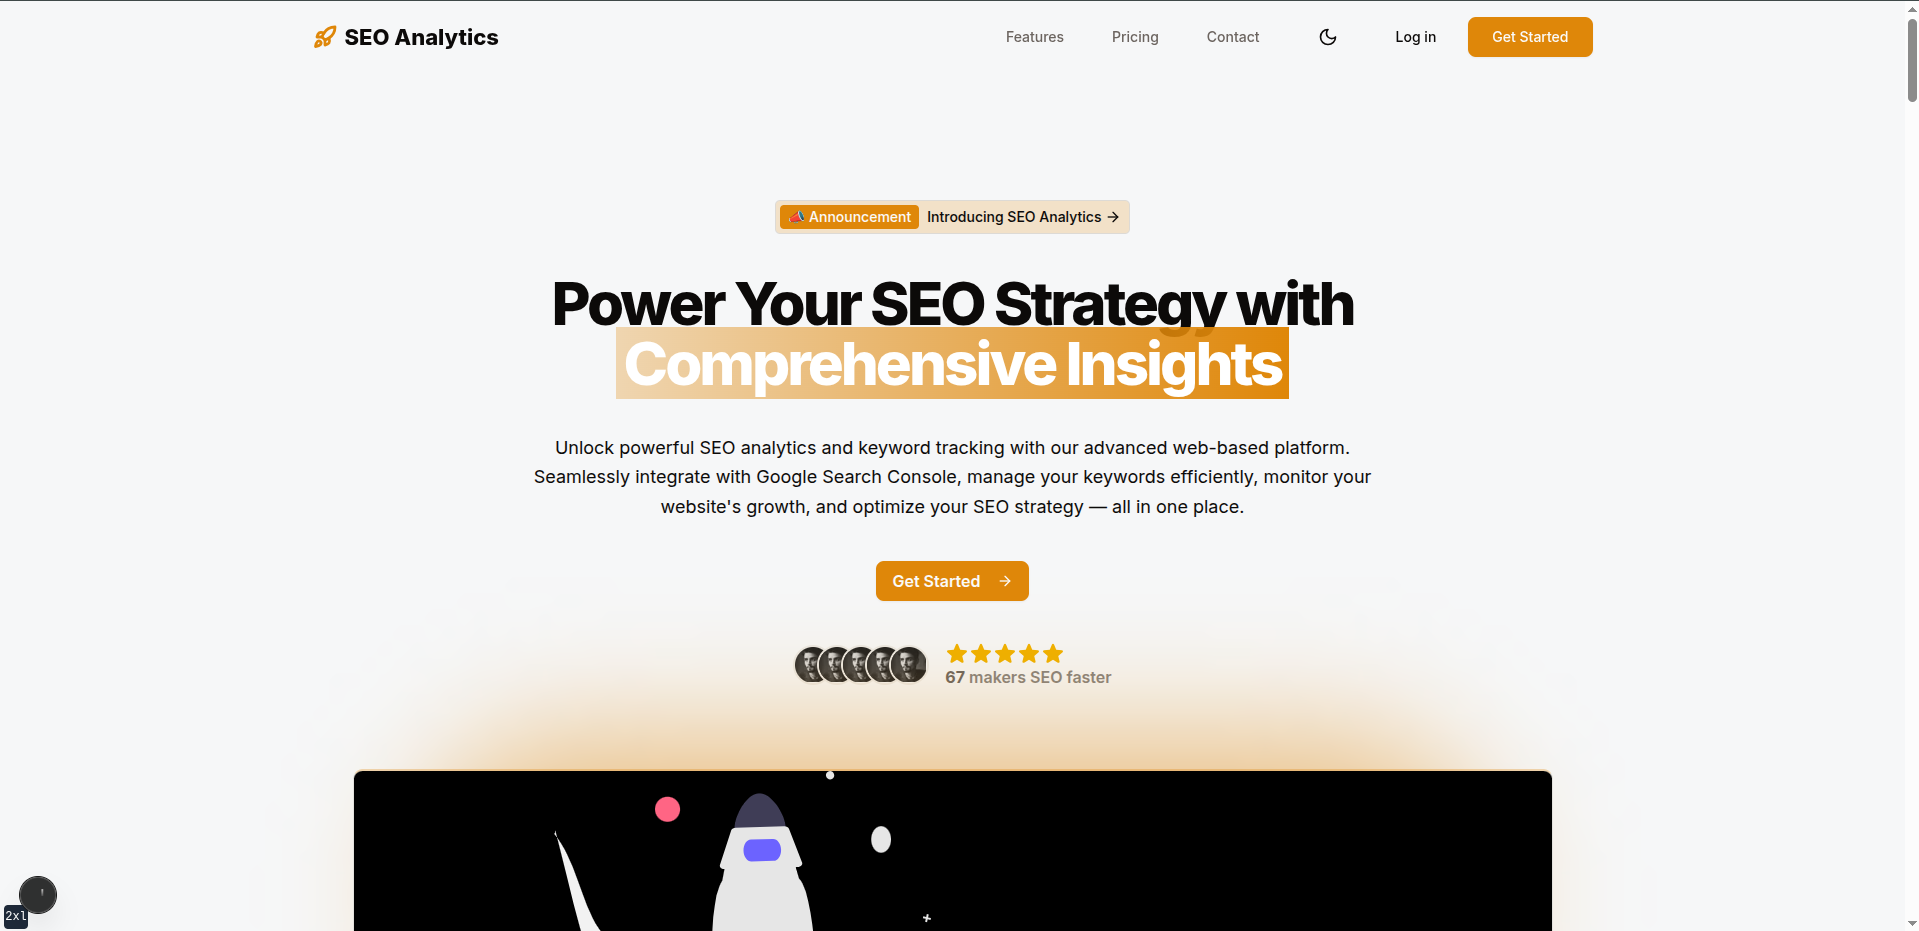 SEO Analytics
Features
Pricing
Contact
Log in
Get Started
📣 Announcement Introducing SEO Analytics →
Power Your SEO Strategy with
Comprehensive Insights
Unlock powerful SEO analytics and keyword tracking with our advanced web-based platform.
Seamlessly integrate with Google Search Console, manage your keywords efficiently, monitor your
website's growth, and optimize your SEO strategy — all in one place.
Get Started →
67 makers SEO faster
2xl